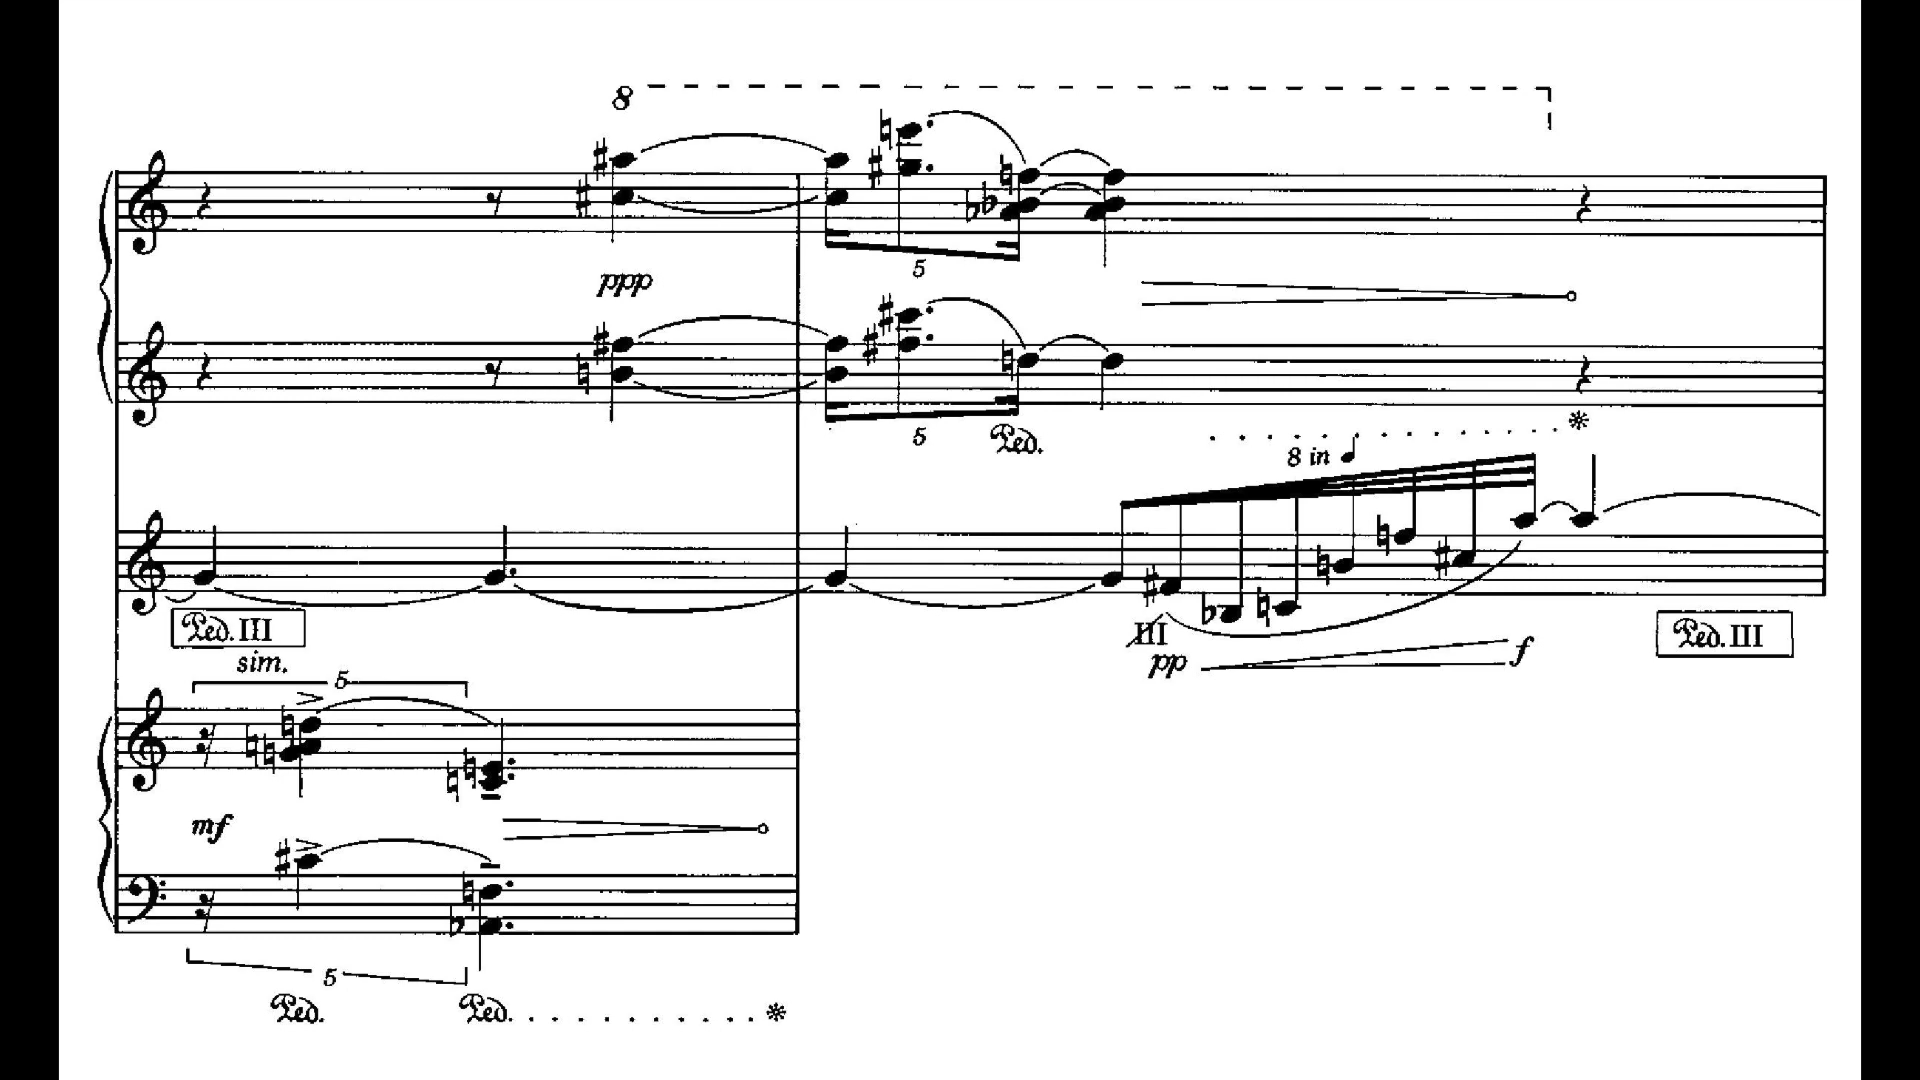 8
ppp
5
5
Ped.
8 in
Ped. III
sim.
III
pp
f
Ped. III
5
mf
5
Ped. Ped.